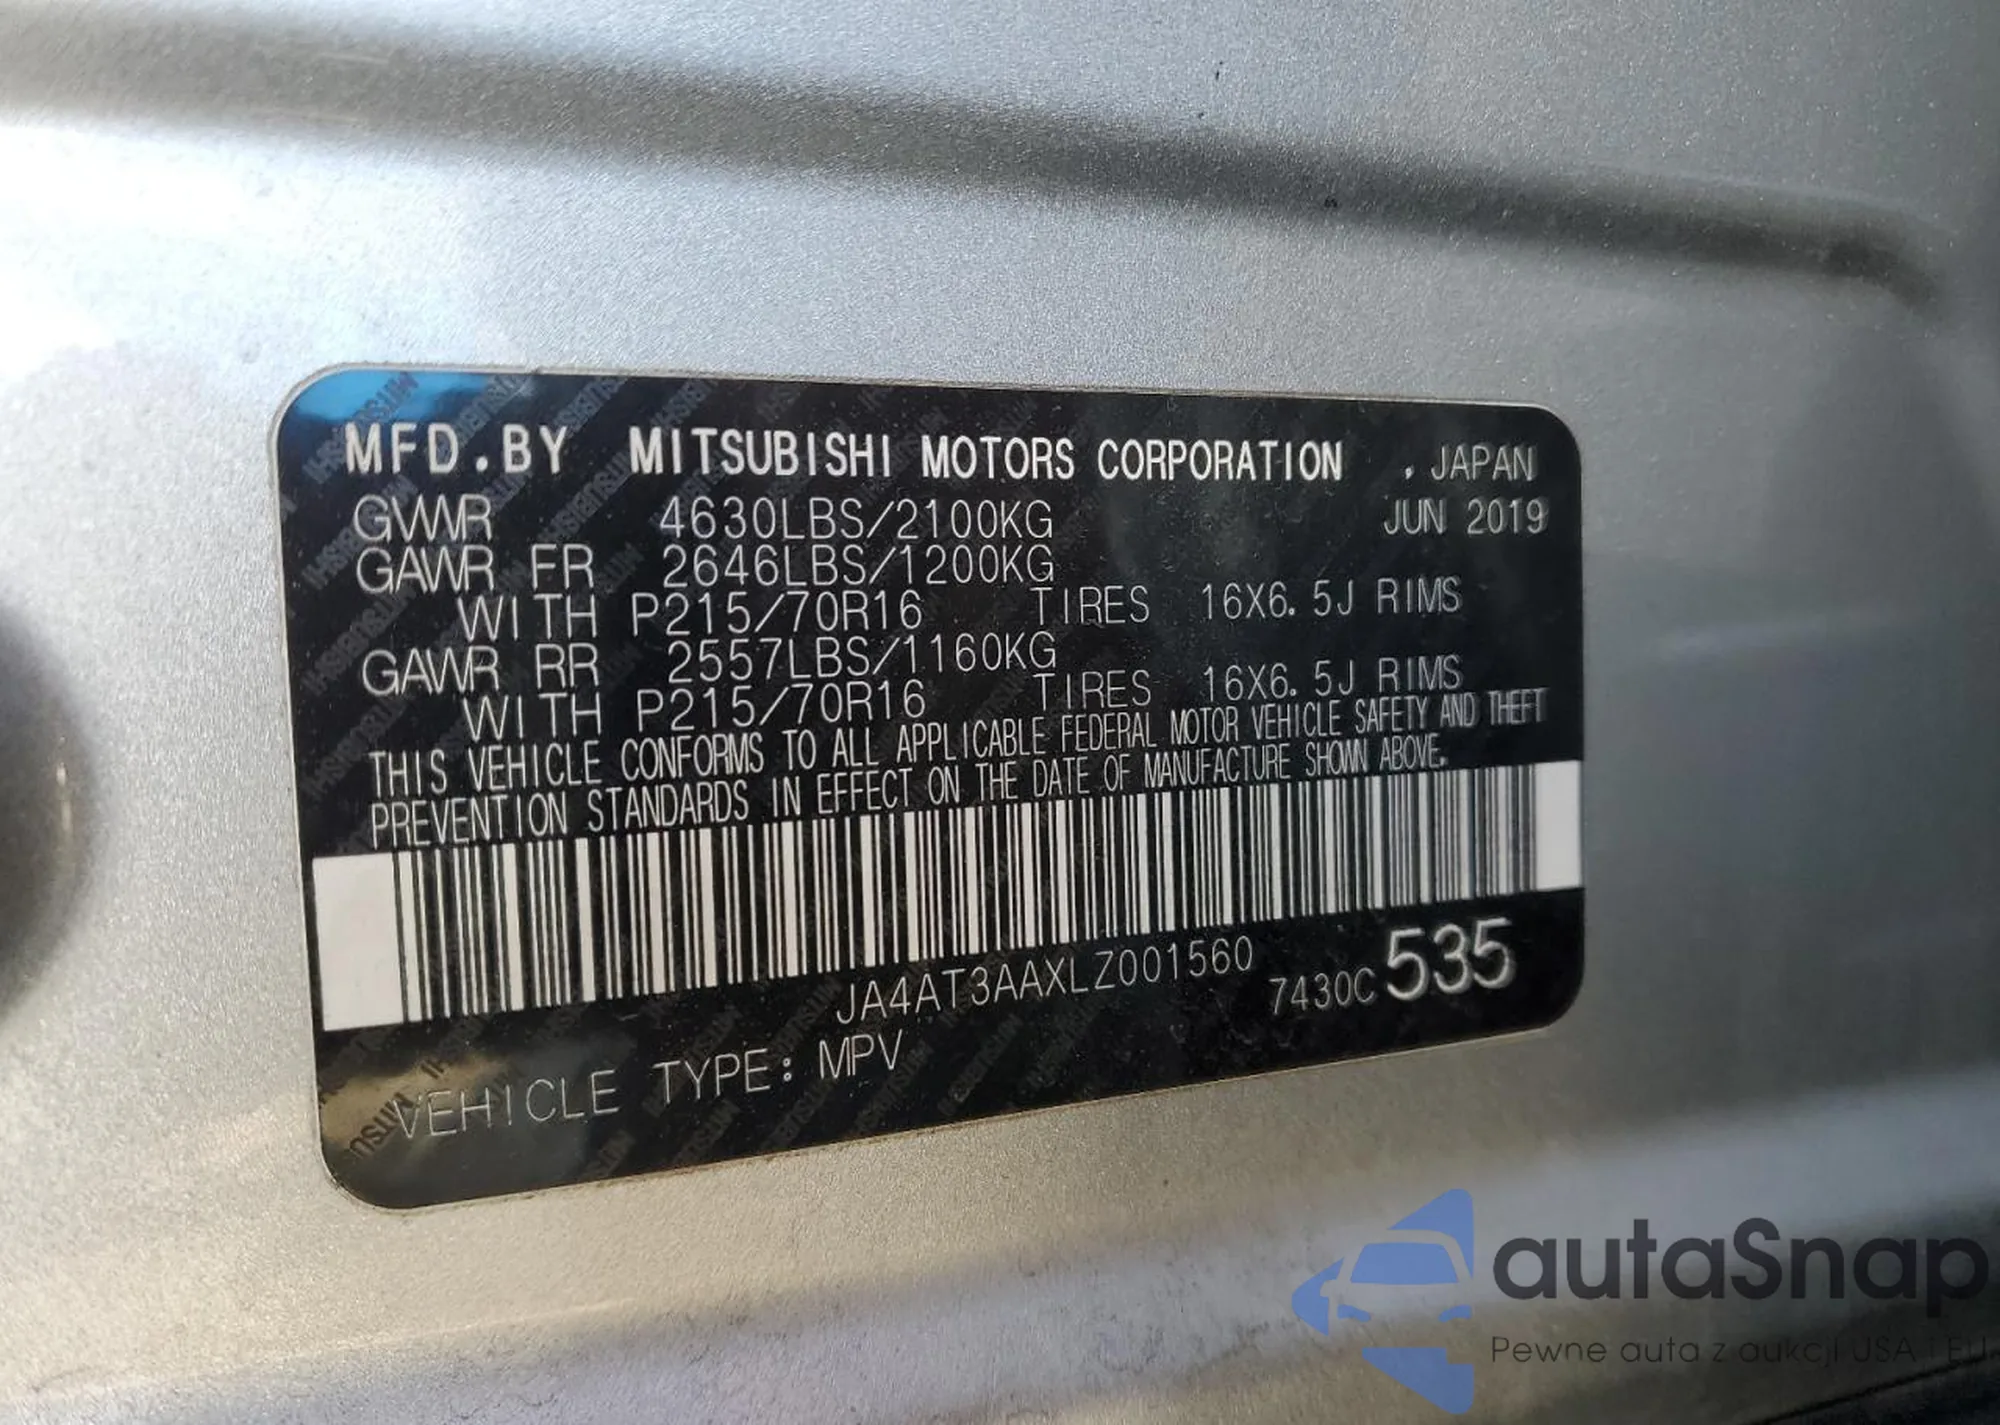 MFD.BY MITSUBISHI MOTORS CORPORATION . JAPAN
GVWR 4630LBS/2100KG JUN 2019
GAWR FR 2646LBS/1200KG
WITH P215/70R16 TIRES 16X6.5J RIMS
GAWR RR 2557LBS/1160KG
WITH P215/70R16 TIRES 16X6.5J RIMS
THIS VEHICLE CONFORMS TO ALL APPLICABLE FEDERAL MOTOR VEHICLE SAFETY AND THEFT
PREVENTION STANDARDS IN EFFECT ON THE DATE OF MANUFACTURE SHOWN ABOVE.
JA4AT3AAXLZ001560 7430C 535
VEHICLE TYPE: MPV
autaSnap
Pewne auta z aukcji USA i EU